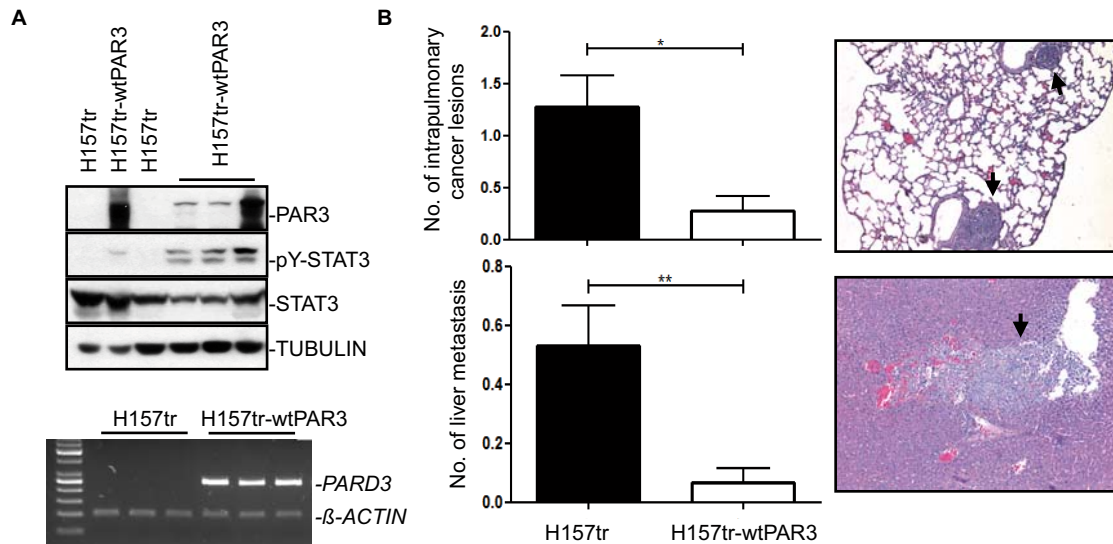 A
H157tr
H157tr-wtPAR3
H157tr
H157tr-wtPAR3
-PAR3
-pY-STAT3
-STAT3
-TUBULIN
H157tr
H157tr-wtPAR3
-PARD3
-ß-ACTIN
B
No. of intrapulmonary
cancer lesions
2.0
1.5
1.0
0.5
0.0
*
No. of liver metastasis
0.8
0.6
0.4
0.2
0.0
**
H157tr
H157tr-wtPAR3